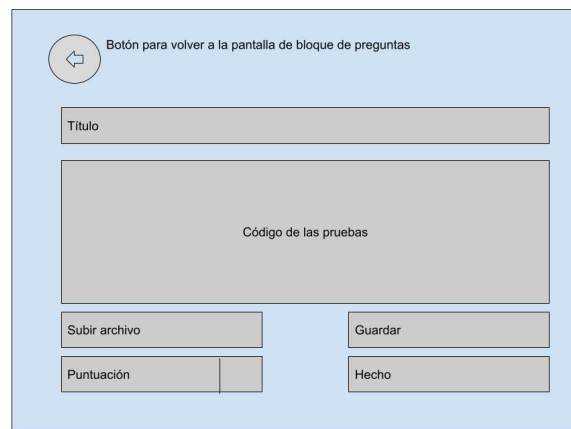 Botón para volver a la pantalla de bloque de preguntas
Título
Código de las pruebas
Subir archivo
Guardar
Puntuación
Hecho